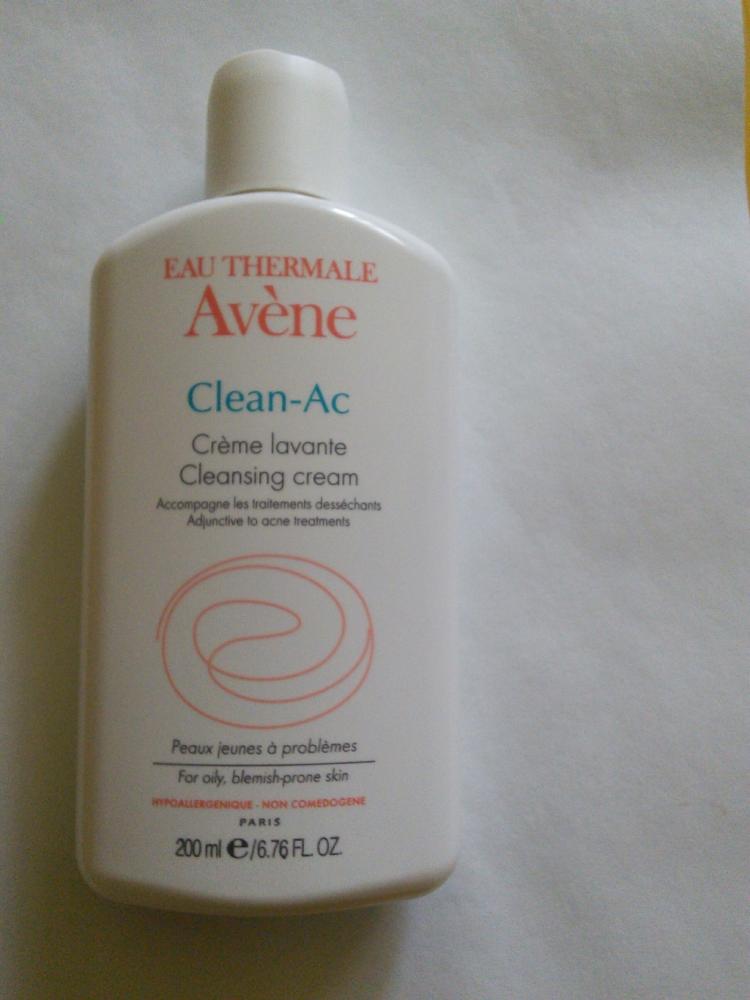 EAU THERMALE
Avène
Clean-Ac
Crème lavante
Cleansing cream
Accompagne les traitements desséchants
Adjunctive to acne treatments
Peaux jeunes à problèmes
For oily, blemish-prone skin
HYPOALLERGENIQUE - NON COMEDOGENE
PARIS
200 ml ℮/6.76 FL. OZ.